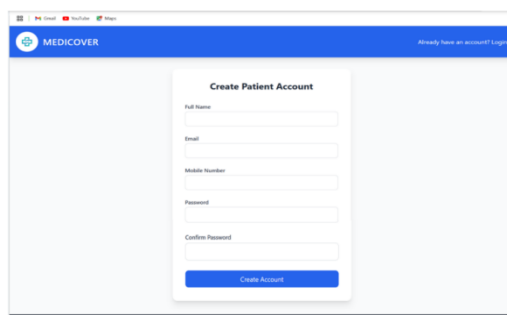 Gmail YouTube Maps
MEDICOVER Already have an account? Login
Create Patient Account
Full Name
Email
Mobile Number
Password
Confirm Password
Create Account